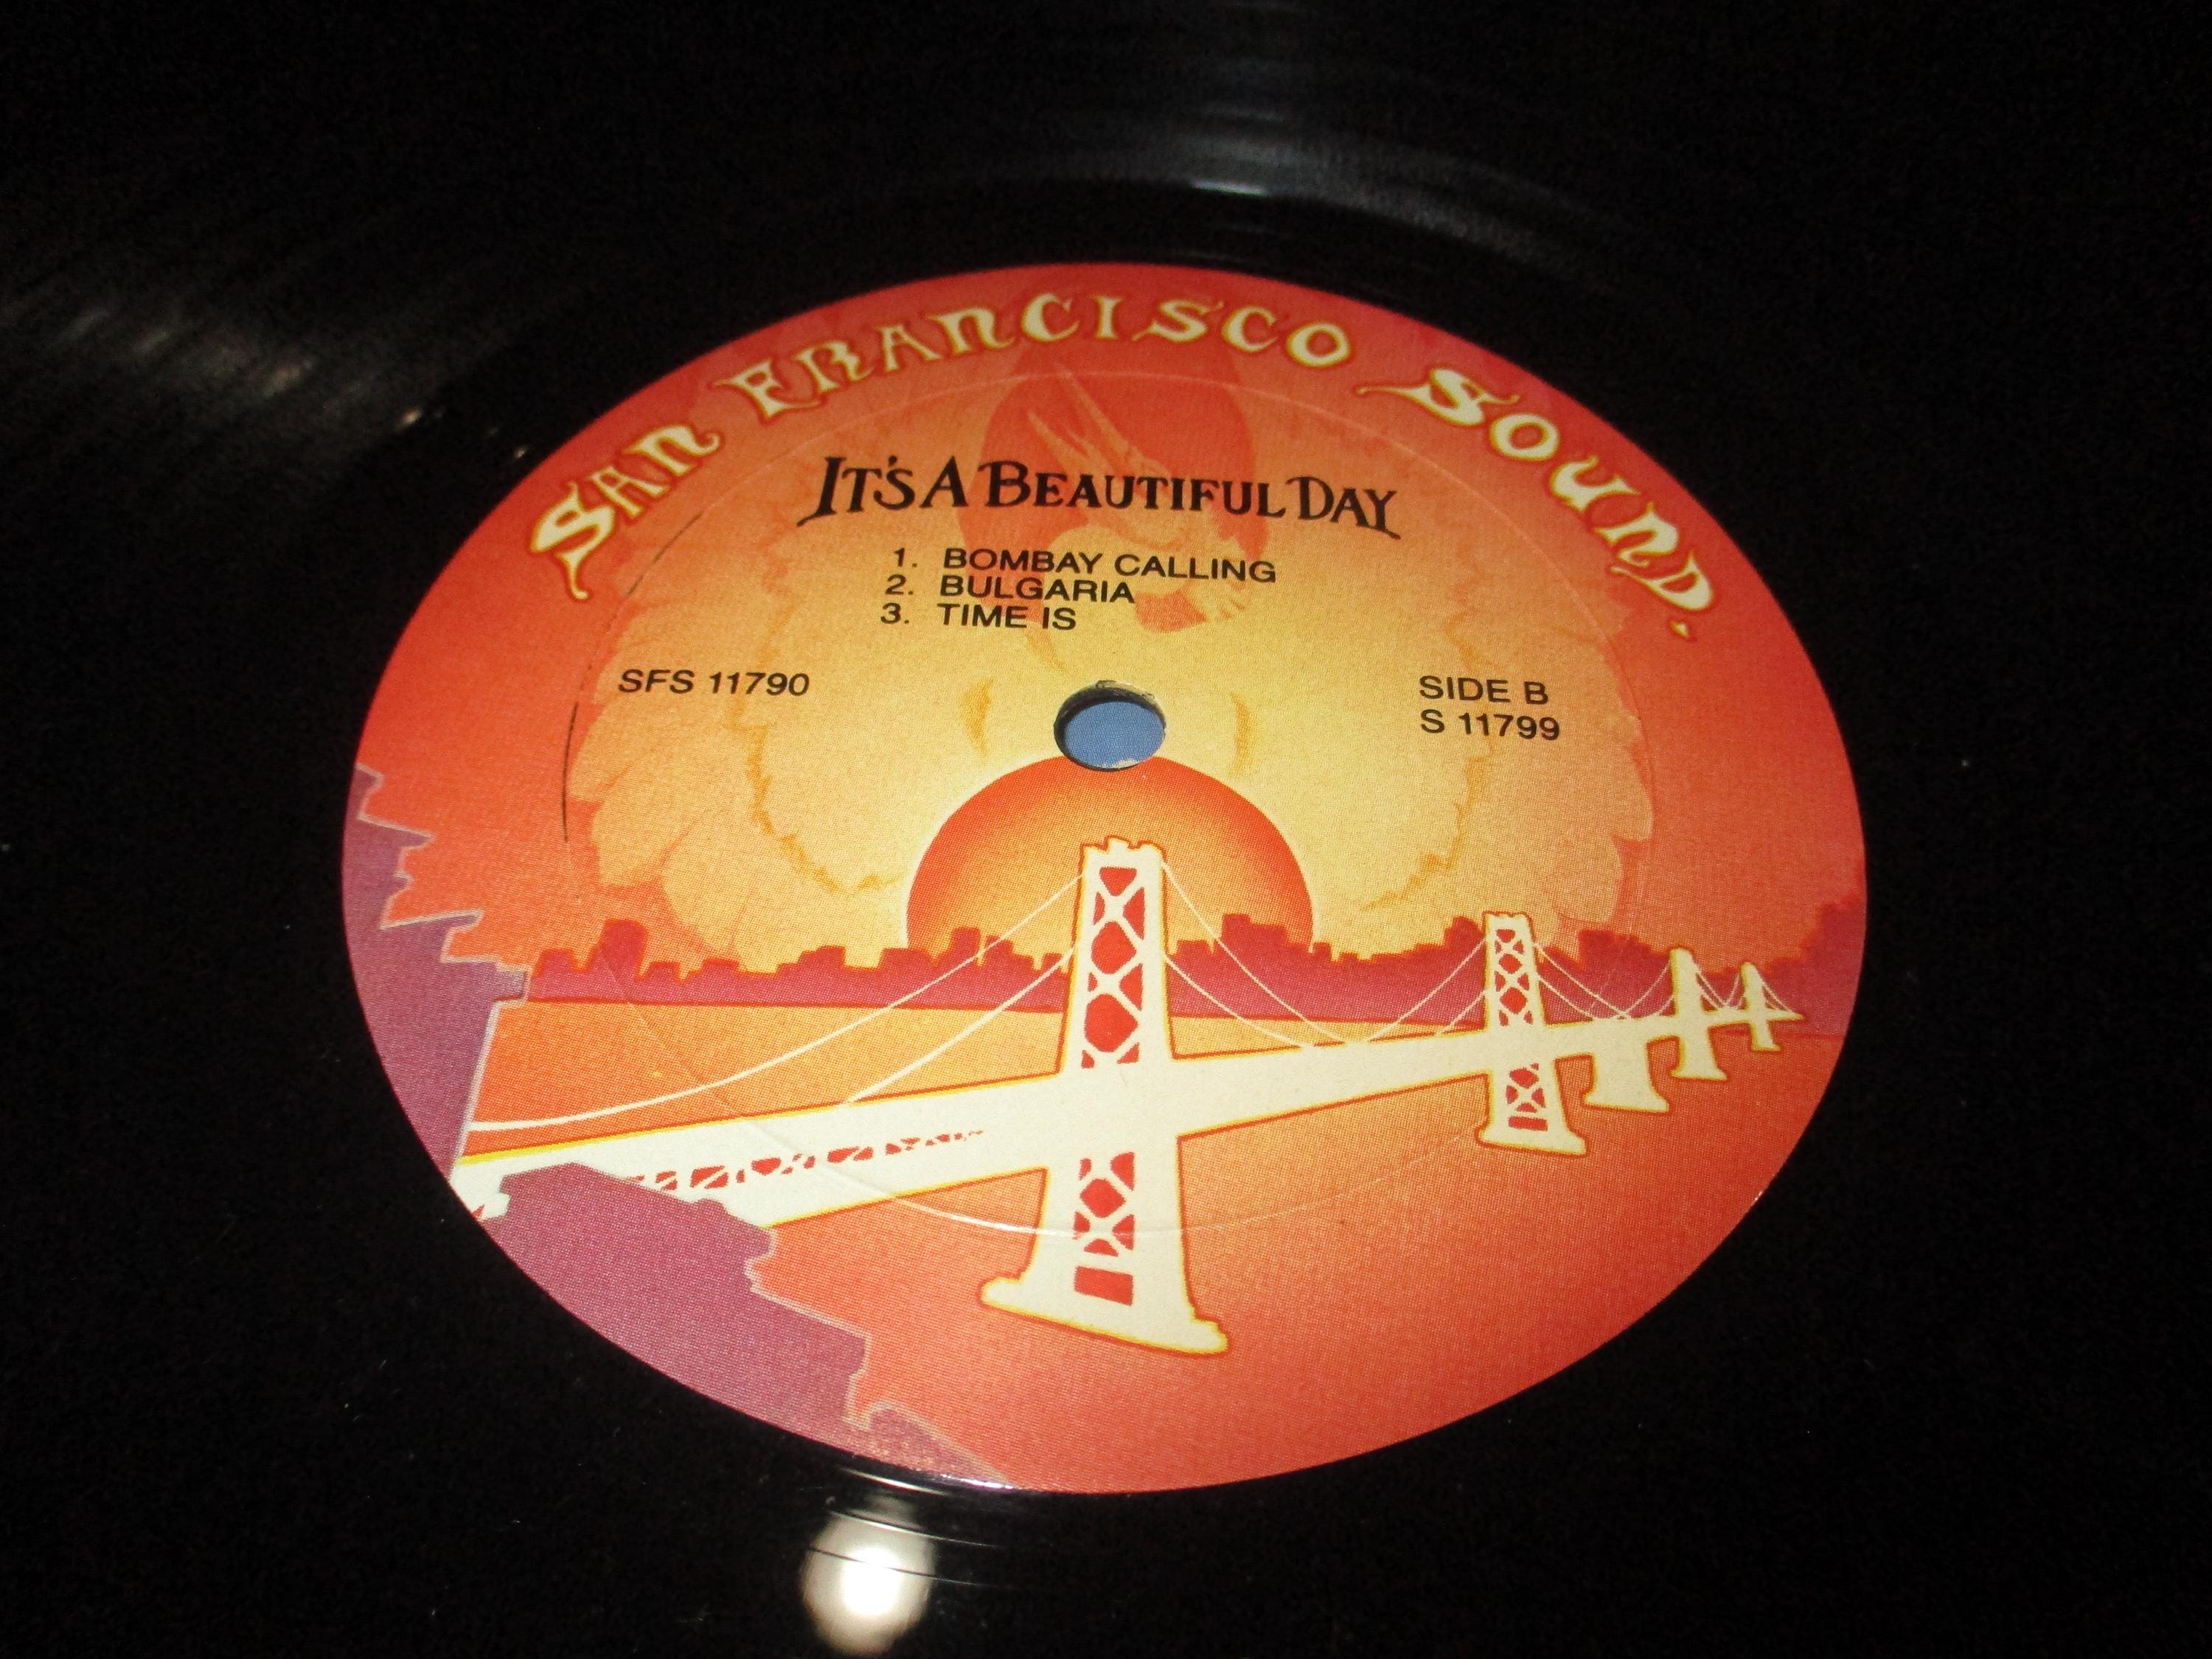 SAN FRANCISCO SOUND.
IT'S A BEAUTIFUL DAY
1. BOMBAY CALLING
2. BULGARIA
3. TIME IS
SFS 11790
SIDE B
S 11799